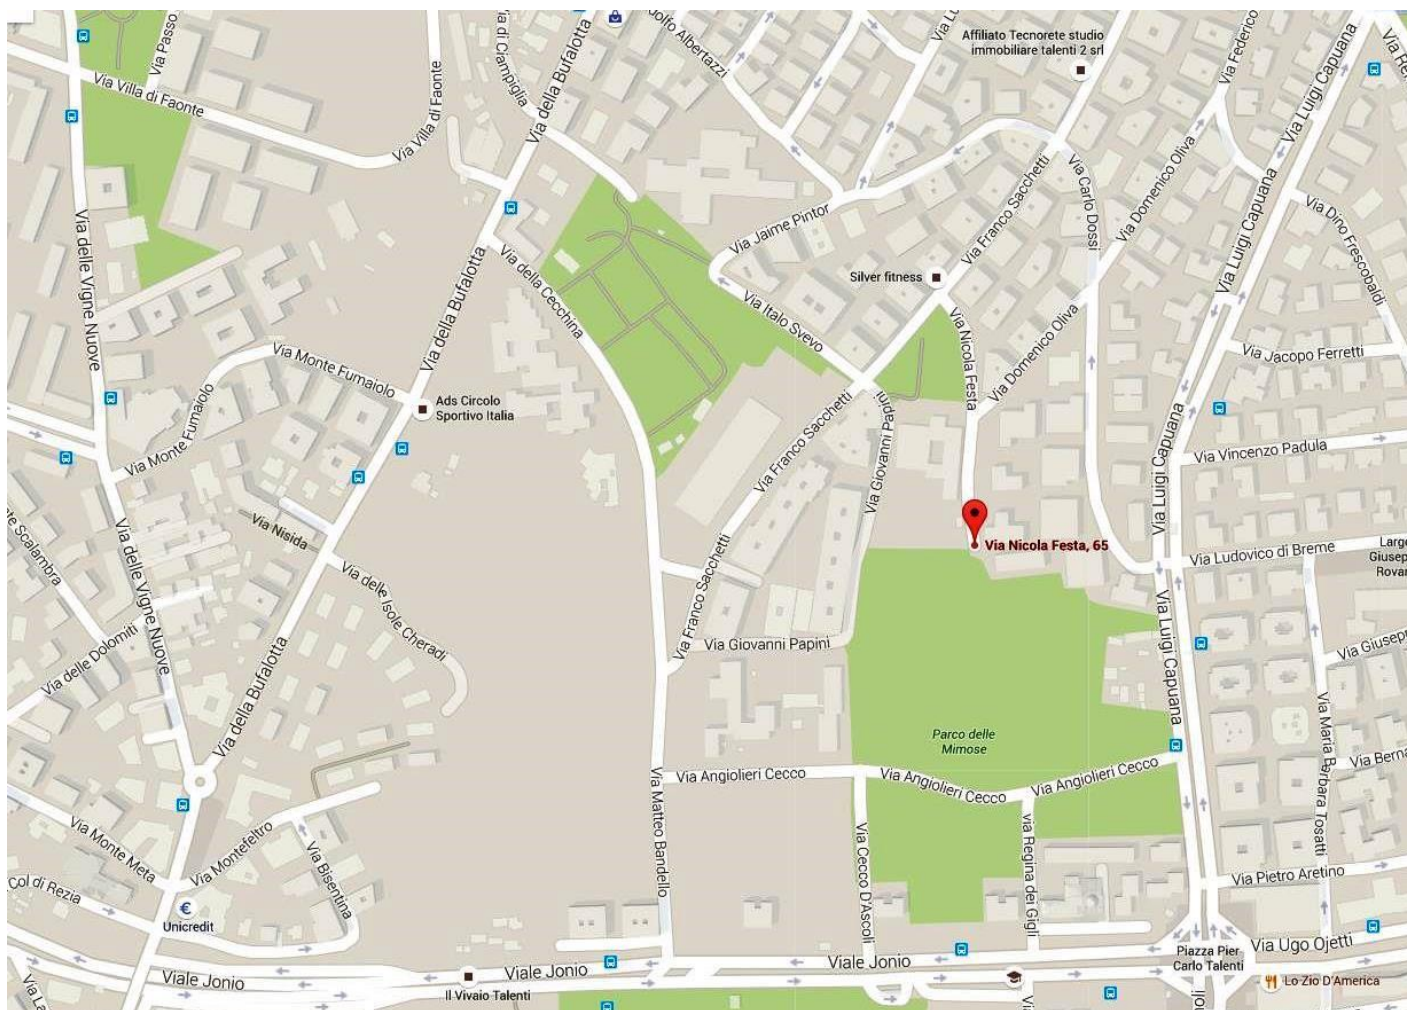 Via Passo
Via Villa di Faonte
Via Villa di Faonte
Via di Ciampiglia
Via della Bufalotta
Albertazzi
Affiliato Tecnorete studio
immobiliare talenti 2 srl
Via Federico
Via Luigi Capuana
Via Luigi Capuana
Via delle Vigne Nuove
Via della Bufalotta
Via della Cecchina
Via Jaime Pintor
Via Franco Sacchetti
Via Carlo Dossi
Via Domenico Oliva
Via Dino Frescobaldi
Silver fitness
Via Italo Svevo
Via Nicola Festa
Via Domenico Oliva
Via Jacopo Ferretti
Via Monte Fumaiolo
Via Monte Fumaiolo
Ads Circolo
Sportivo Italia
Via Franco Sacchetti
Via Giovanni Papini
Via Luigi Capuana
Via Vincenzo Padula
Via Nisida
Via delle Isole Cheradi
Via delle Vigne Nuove
Scalambra
Via Nicola Festa, 65
Via Ludovico di Breme
Via Franco Sacchetti
Via Giovanni Papini
Via Luigi Capuana
Via delle Dolomiti
Via della Bufalotta
Parco delle
Mimose
Via Angiolieri Cecco
Via Angiolieri Cecco
Via Angiolieri Cecco
Via Maria Barbara Tosatti
Via Matteo Bandello
Via Cecco D'Ascoli
via Regina dei Gigli
Via Monte Meta
Via Montefeltro
Via Bisentina
Via Pietro Aretino
Col di Rezia
€
Unicredit
Viale Jonio
Viale Jonio
Viale Jonio
Il Vivaio Talenti
Piazza Pier
Carlo Talenti
Via Ugo Ojetti
Lo Zio D'America